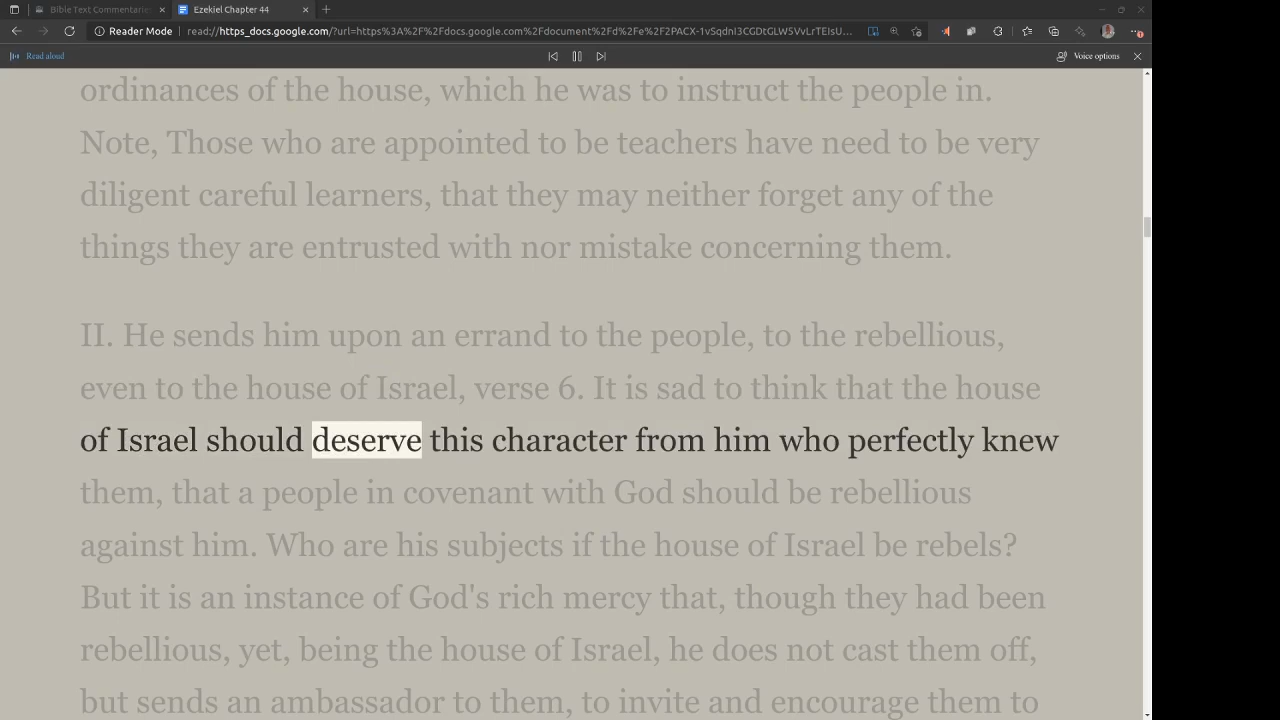 Bible Text Commentarie
Ezekiel Chapter 44
Reader Mode
read://https_docs.google.com/?url=https%3A%2F%2Fdocs.google.com%2Fdocument%2Fd%2Fe%2F2PACX-1vSqdnI3CGDtGLW5VvLrTEIsU...
Read aloud
Voice options
ordinances of the house, which he was to instruct the people in.
Note, Those who are appointed to be teachers have need to be very
diligent careful learners, that they may neither forget any of the
things they are entrusted with nor mistake concerning them.
II. He sends him upon an errand to the people, to the rebellious,
even to the house of Israel, verse 6. It is sad to think that the house
of Israel should deserve this character from him who perfectly knew
them, that a people in covenant with God should be rebellious
against him. Who are his subjects if the house of Israel be rebels?
But it is an instance of God's rich mercy that, though they had been
rebellious, yet, being the house of Israel, he does not cast them off,
but sends an ambassador to them, to invite and encourage them to